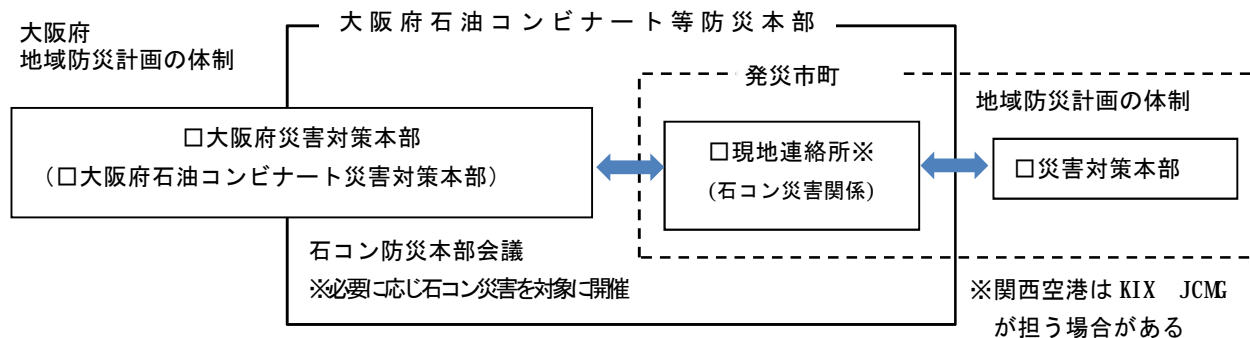 大阪府石油コンビナート等防災本部
大阪府
地域防災計画の体制
発災市町
地域防災計画の体制
□大阪府災害対策本部
（□大阪府石油コンビナート災害対策本部）
□現地連絡所※
(石コン災害関係)
□災害対策本部
石コン防災本部会議
※必要に応じ石コン災害を対象に開催
※関西空港は KIX JCMG
が担う場合がある